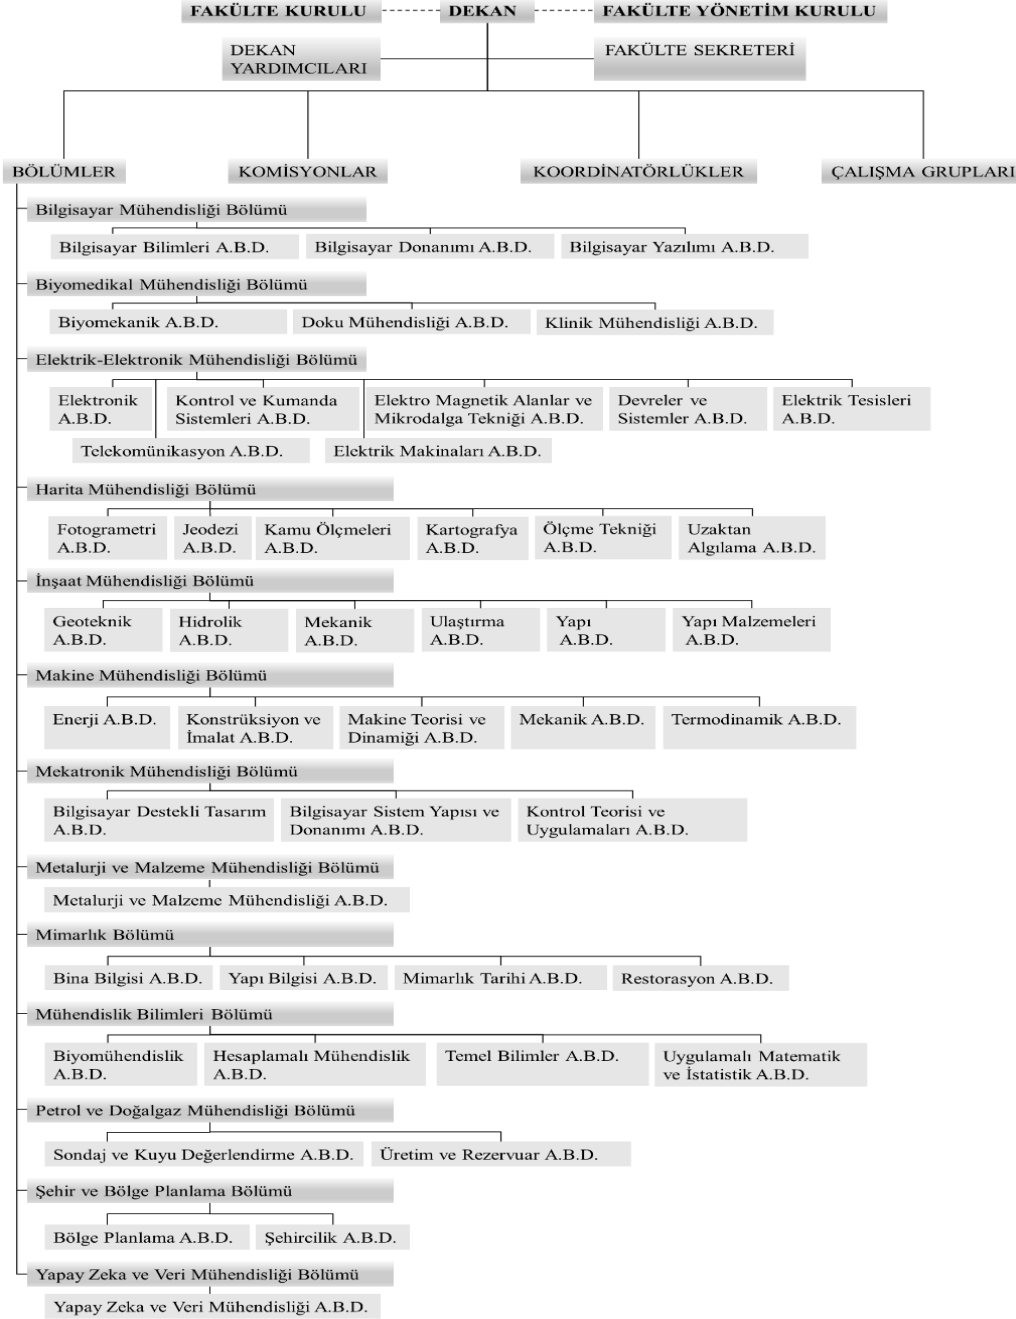 FAKÜLTE KURULU
DEKAN
FAKÜLTE YÖNETİM KURULU
DEKAN
YARDIMCILARI
FAKÜLTE SEKRETERİ
BÖLÜMLER
KOMİSYONLAR
KOORDİNATÖRLÜKLER
ÇALIŞMA GRUPLARI
Bilgisayar Mühendisliği Bölümü
Bilgisayar Bilimleri A.B.D.
Bilgisayar Donanımı A.B.D.
Bilgisayar Yazılımı A.B.D.
Biyomedikal Mühendisliği Bölümü
Biyomekanik A.B.D.
Doku Mühendisliği A.B.D.
Klinik Mühendisliği A.B.D.
Elektrik-Elektronik Mühendisliği Bölümü
Elektronik
A.B.D.
Kontrol ve Kumanda
Sistemleri A.B.D.
Elektro Magnetik Alanlar ve
Mikrodalga Tekniği A.B.D.
Devreler ve
Sistemler A.B.D.
Elektrik Tesisleri
A.B.D.
Telekomünikasyon A.B.D.
Elektrik Makinaları A.B.D.
Harita Mühendisliği Bölümü
Fotogrametri
A.B.D.
Jeodezi
A.B.D.
Kamu Ölçmeleri
A.B.D.
Kartografya
A.B.D.
Ölçme Tekniği
A.B.D.
Uzaktan
Algılama A.B.D.
İnşaat Mühendisliği Bölümü
Geoteknik
A.B.D.
Hidrolik
A.B.D.
Mekanik
A.B.D.
Ulaştırma
A.B.D.
Yapı
A.B.D.
Yapı Malzemeleri
A.B.D.
Makine Mühendisliği Bölümü
Enerji A.B.D.
Konstrüksiyon ve
İmalat A.B.D.
Makine Teorisi ve
Dinamiği A.B.D.
Mekanik A.B.D.
Termodinamik A.B.D.
Mekatronik Mühendisliği Bölümü
Bilgisayar Destekli Tasarım
A.B.D.
Bilgisayar Sistem Yapısı ve
Donanımı A.B.D.
Kontrol Teorisi ve
Uygulamaları A.B.D.
Metalurji ve Malzeme Mühendisliği Bölümü
Metalurji ve Malzeme Mühendisliği A.B.D.
Mimarlık Bölümü
Bina Bilgisi A.B.D.
Yapı Bilgisi A.B.D.
Mimarlık Tarihi A.B.D.
Restorasyon A.B.D.
Mühendislik Bilimleri Bölümü
Biyomühendislik
A.B.D.
Hesaplamalı Mühendislik
A.B.D.
Temel Bilimler A.B.D.
Uygulamalı Matematik
ve İstatistik A.B.D.
Petrol ve Doğalgaz Mühendisliği Bölümü
Sondaj ve Kuyu Değerlendirme A.B.D.
Üretim ve Rezervuar A.B.D.
Şehir ve Bölge Planlama Bölümü
Bölge Planlama A.B.D.
Şehircilik A.B.D.
Yapay Zeka ve Veri Mühendisliği Bölümü
Yapay Zeka ve Veri Mühendisliği A.B.D.